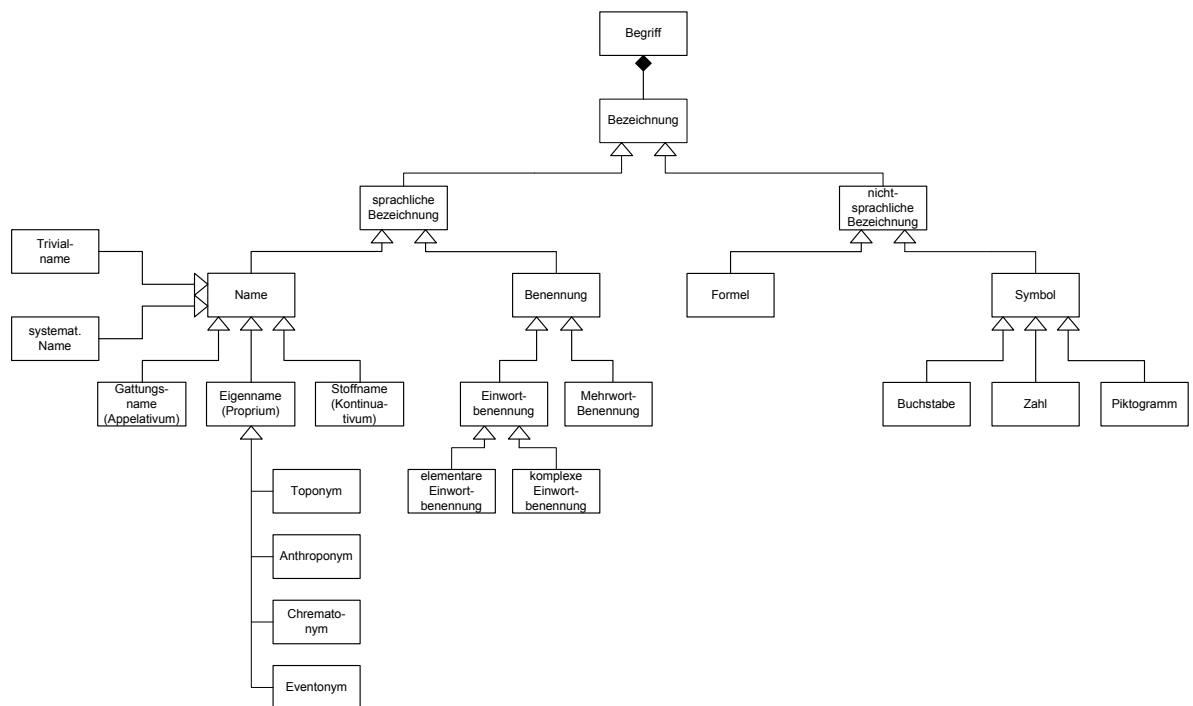 Begriff
Bezeichnung
sprachliche
Bezeichnung
nicht-
sprachliche
Bezeichnung
Trivial-
name
Name
Benennung
Formel
Symbol
systemat.
Name
Gattungs-
name
(Appelativum)
Eigenname
(Proprium)
Stoffname
(Kontinua-
tivum)
Einwort-
benennung
Mehrwort-
Benennung
Buchstabe
Zahl
Piktogramm
elementare
Einwort-
benennung
komplexe
Einwort-
benennung
Toponym
Anthroponym
Chremato-
nym
Eventonym